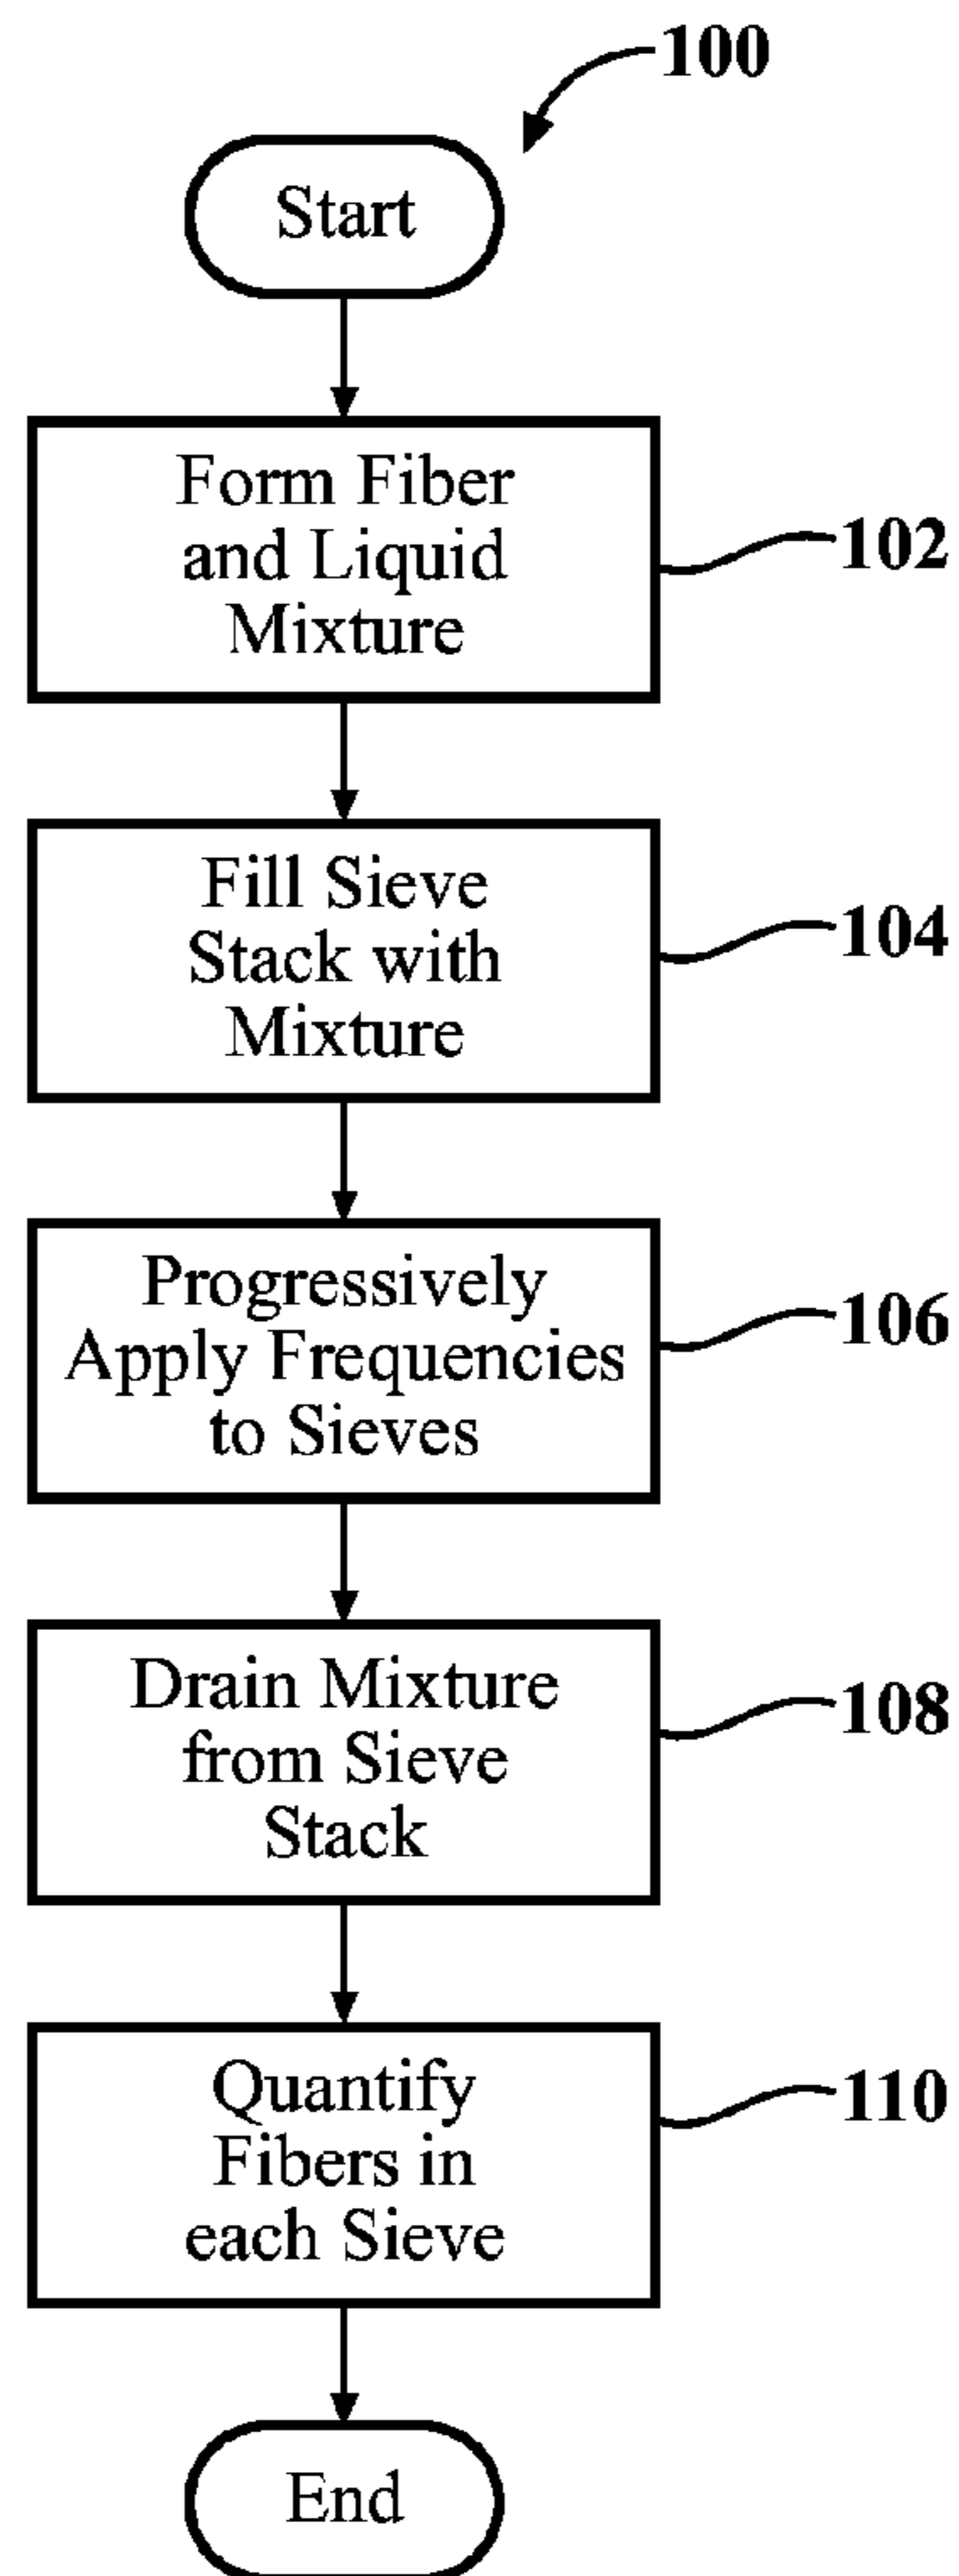 100
Start
Form Fiber
and Liquid
Mixture
102
Fill Sieve
Stack with
Mixture
104
Progressively
Apply Frequencies
to Sieves
106
Drain Mixture
from Sieve
Stack
108
Quantify
Fibers in
each Sieve
110
End